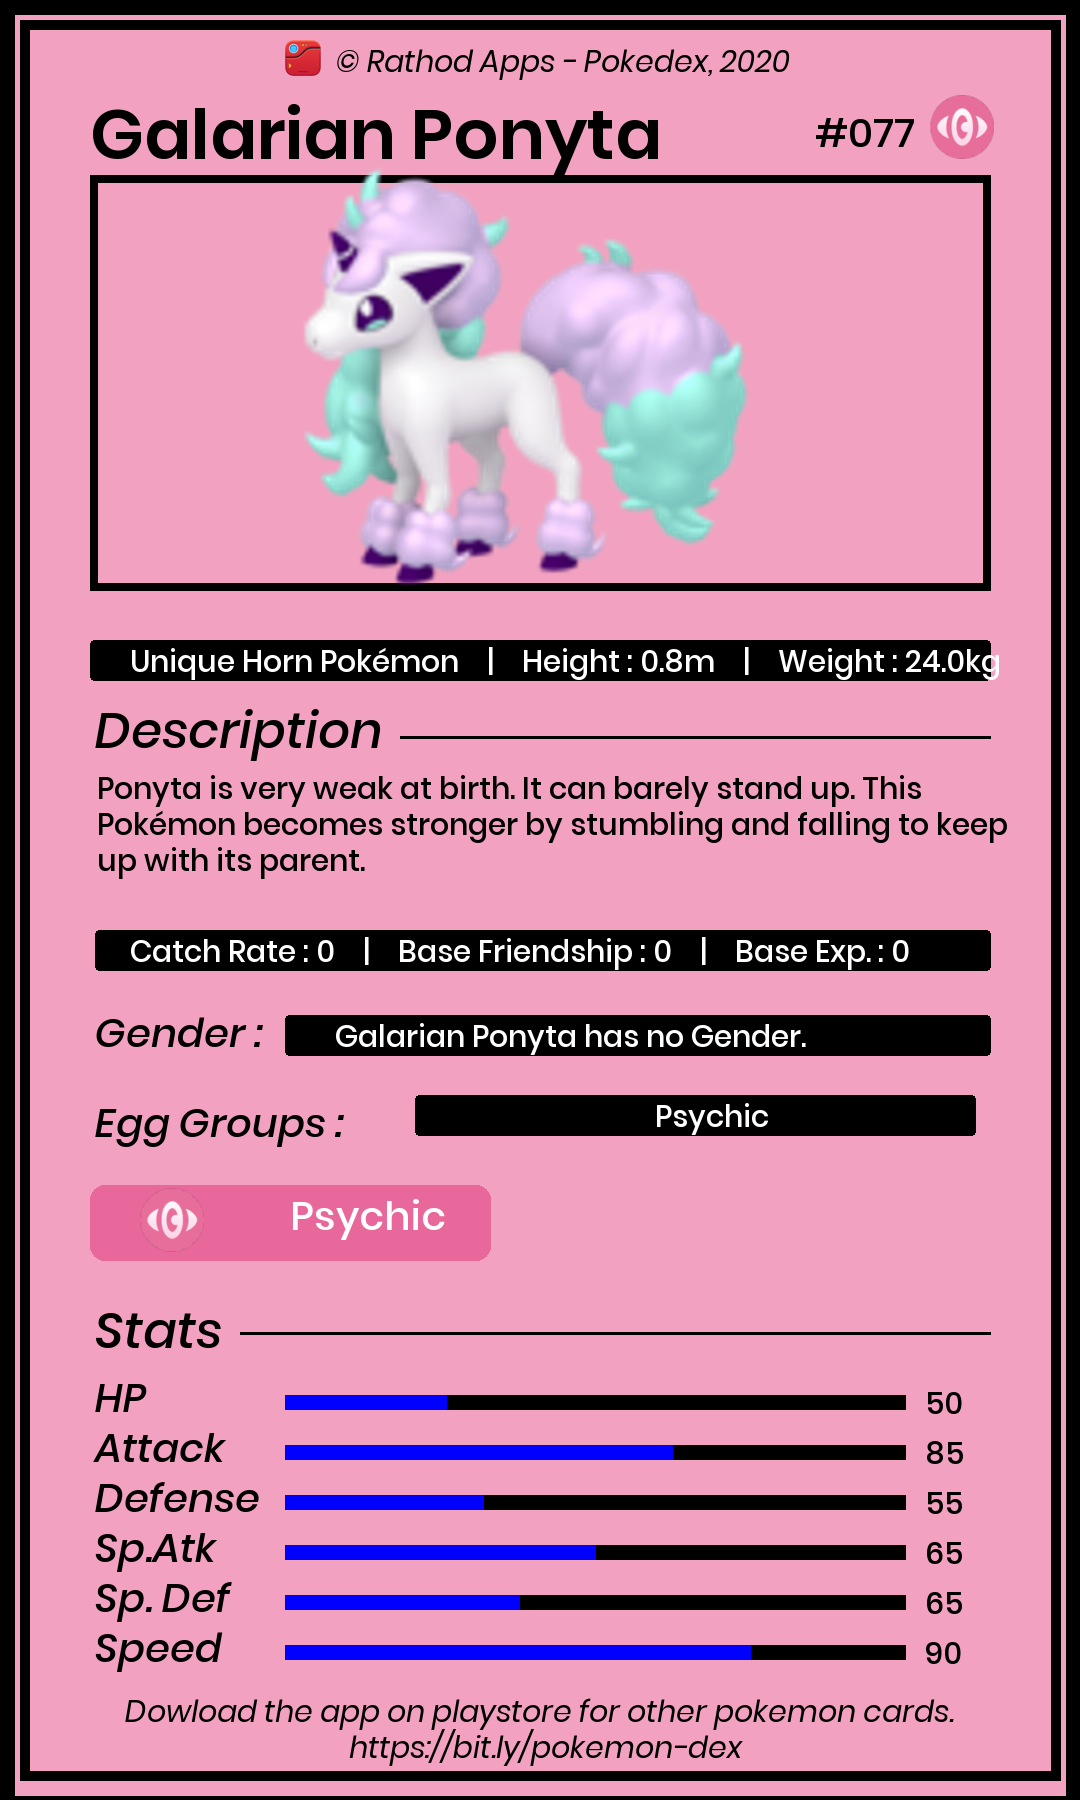 © Rathod Apps - Pokedex, 2020
Galarian Ponyta
#077
Unique Horn Pokémon | Height : 0.8m | Weight : 24.0kg
Description
Ponyta is very weak at birth. It can barely stand up. This
Pokémon becomes stronger by stumbling and falling to keep
up with its parent.
Catch Rate : 0 | Base Friendship : 0 | Base Exp. : 0
Gender : Galarian Ponyta has no Gender.
Egg Groups : Psychic
Psychic
Stats
HP 50
Attack 85
Defense 55
Sp.Atk 65
Sp. Def 65
Speed 90
Dowload the app on playstore for other pokemon cards.
https://bit.ly/pokemon-dex